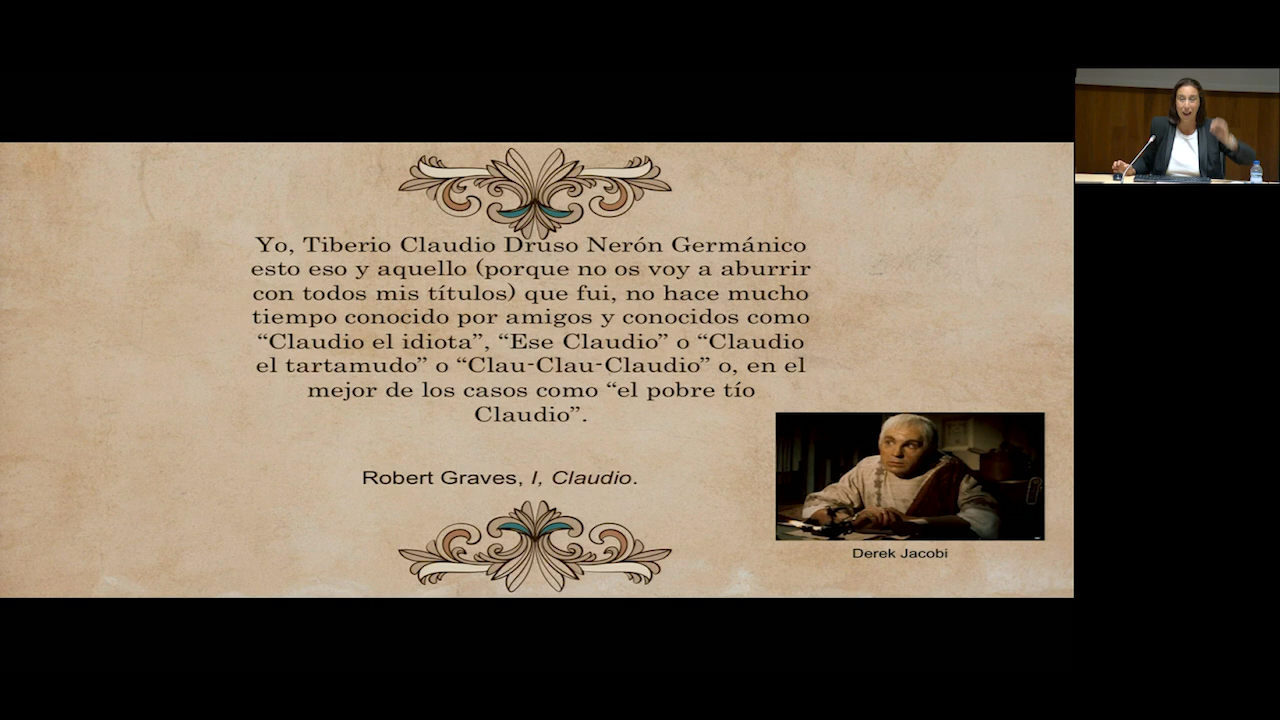 Yo, Tiberio Claudio Druso Nerón Germánico
esto eso y aquello (porque no os voy a aburrir
con todos mis títulos) que fui, no hace mucho
tiempo conocido por amigos y conocidos como
“Claudio el idiota”, “Ese Claudio” o “Claudio
el tartamudo” o “Clau-Clau-Claudio” o, en el
mejor de los casos como “el pobre tío
Claudio”.
Robert Graves, I, Claudio.
Derek Jacobi